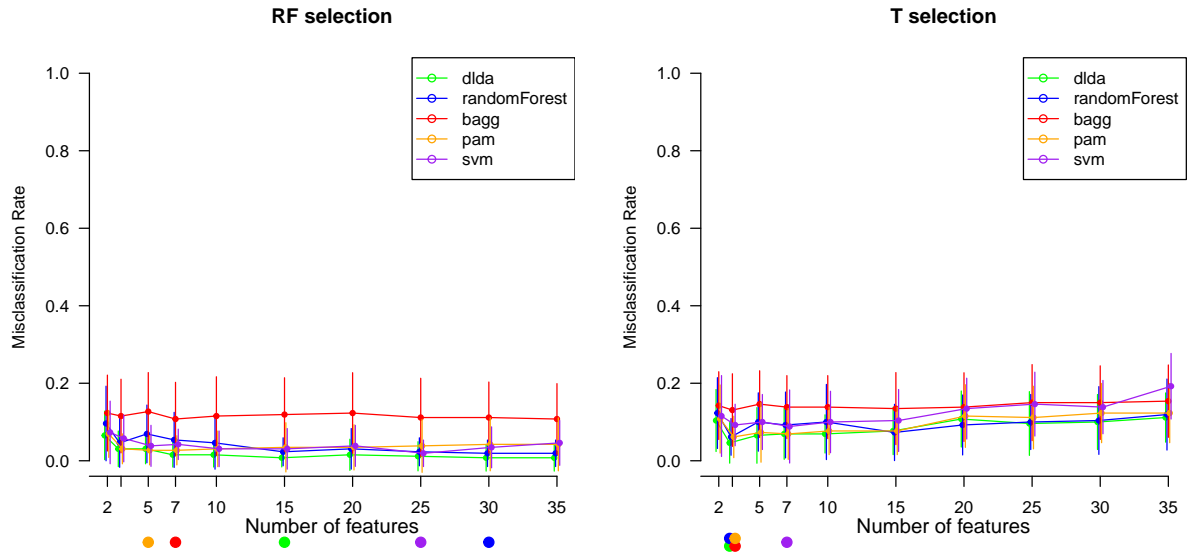 RF selection
1.0
0.8
0.6
0.4
0.2
0.0
Misclassification Rate
dlda
randomForest
bagg
pam
svm
2 5 7 10 15 20 25 30 35
Number of features
T selection
1.0
0.8
0.6
0.4
0.2
0.0
Misclassification Rate
dlda
randomForest
bagg
pam
svm
2 5 7 10 15 20 25 30 35
Number of features